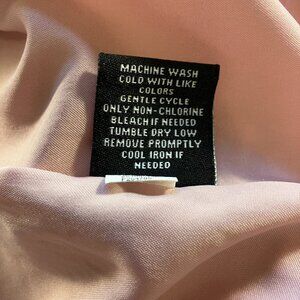 MACHINE WASH
COLD WITH LIKE
COLORS
GENTLE CYCLE
ONLY NON-CHLORINE
BLEACH IF NEEDED
TUMBLE DRY LOW
REMOVE PROMPTLY
COOL IRON IF
NEEDED